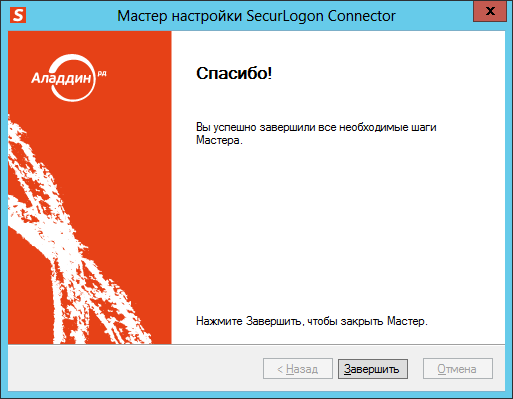 S
Мастер настройки SecurLogon Connector
x
Аладдин РД
Спасибо!
Вы успешно завершили все необходимые шаги
Мастера.
Нажмите Завершить, чтобы закрыть Мастер.
< Назад
Завершить
Отмена